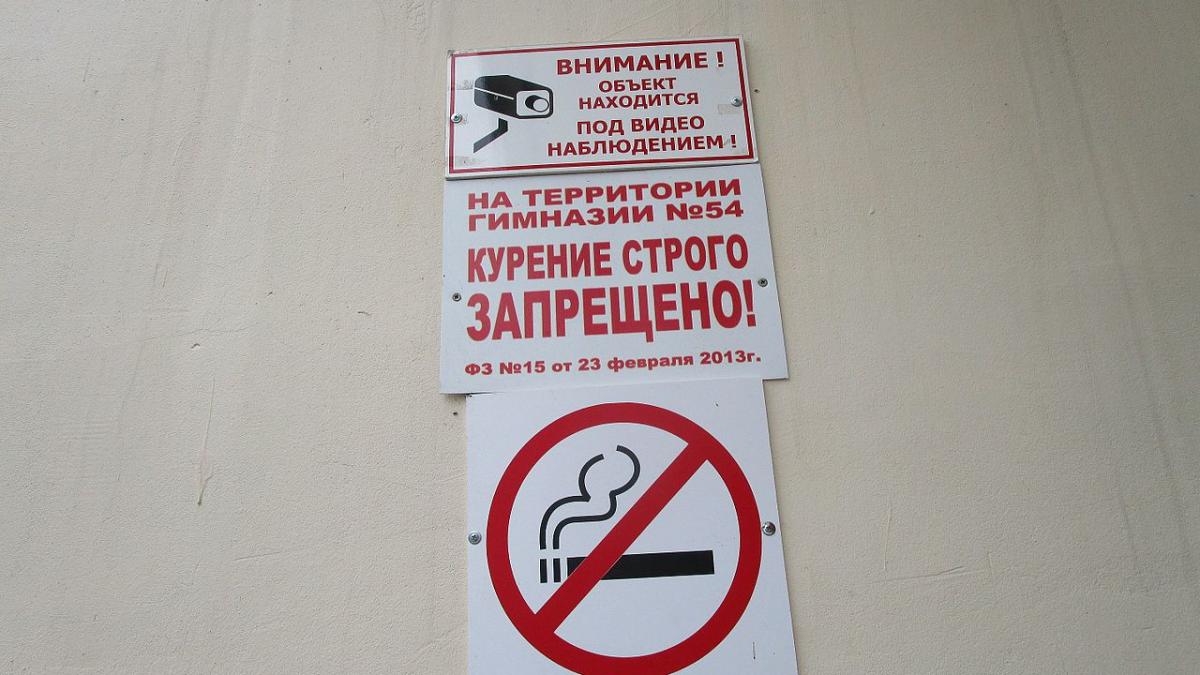 ВНИМАНИЕ !
ОБЪЕКТ
НАХОДИТСЯ
ПОД ВИДЕО
НАБЛЮДЕНИЕМ !
НА ТЕРРИТОРИИ
ГИМНАЗИИ №54
КУРЕНИЕ СТРОГО
ЗАПРЕЩЕНО!
ФЗ №15 от 23 февраля 2013г.